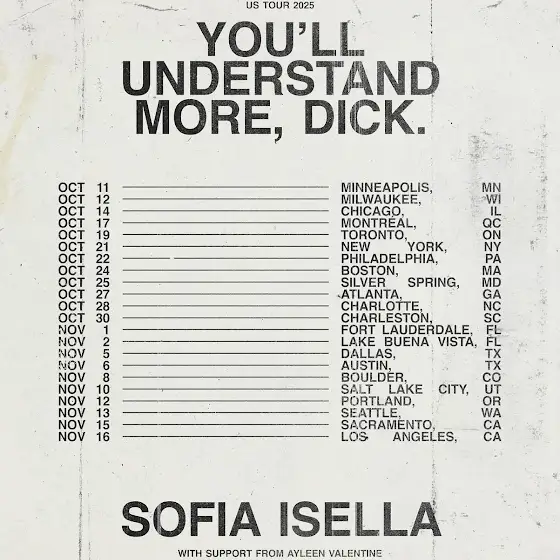 US TOUR 2025
YOU'LL
UNDERSTAND
MORE, DICK.
OCT 11 MINNEAPOLIS, MN
OCT 12 MILWAUKEE, WI
OCT 14 CHICAGO, IL
OCT 17 MONTRÉAL, QC
OCT 19 TORONTO, ON
OCT 21 NEW YORK, NY
OCT 22 PHILADELPHIA, PA
OCT 24 BOSTON, MA
OCT 25 SILVER SPRING, MD
OCT 27 ATLANTA, GA
OCT 28 CHARLOTTE, NC
OCT 30 CHARLESTON, SC
NOV 1 FORT LAUDERDALE, FL
NOV 2 LAKE BUENA VISTA, FL
NOV 5 DALLAS, TX
NOV 6 AUSTIN, TX
NOV 8 BOULDER, CO
NOV 10 SALT LAKE CITY, UT
NOV 12 PORTLAND, OR
NOV 13 SEATTLE, WA
NOV 15 SACRAMENTO, CA
NOV 16 LOS ANGELES, CA
SOFIA ISELLA
WITH SUPPORT FROM AYLEEN VALENTINE